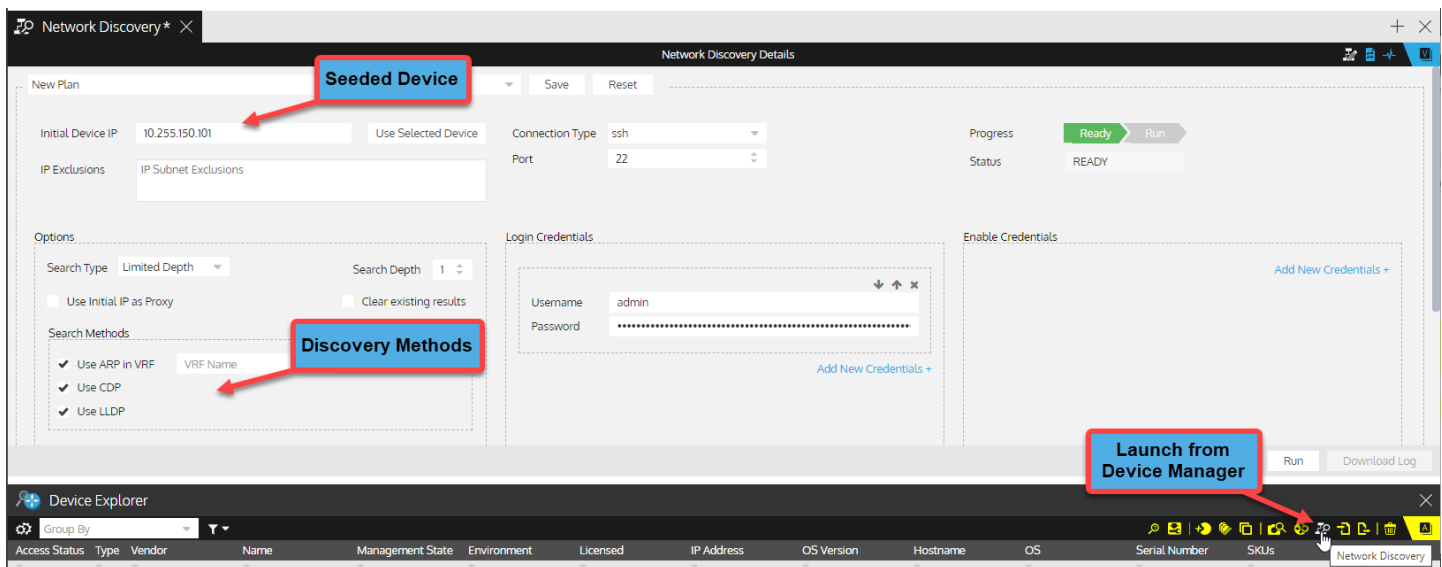 Network Discovery*
Network Discovery Details
New Plan
Seeded Device
Save
Reset
Initial Device IP 10.255.150.101 Use Selected Device
Connection Type ssh
Progress Ready Run
Port 22
Status READY
IP Exclusions IP Subnet Exclusions
Options
Search Type Limited Depth
Search Depth 1
Use Initial IP as Proxy
Clear existing results
Search Methods
Discovery Methods
Use ARP in VRF VRF Name
Use CDP
Use LLDP
Login Credentials
Username admin
Password ••••••••••••••••••••••••••••••••••••••••••••••••••••••••••••••••
Add New Credentials +
Enable Credentials
Add New Credentials +
Launch from
Device Manager
Run
Download Log
Device Explorer
Group By
Access Status Type Vendor Name Management State Environment Licensed IP Address OS Version Hostname OS Serial Number SKUs
Network Discovery
V
A